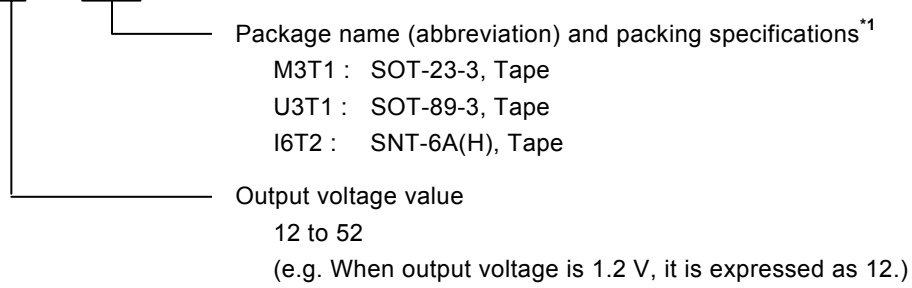 Package name (abbreviation) and packing specifications*1
M3T1 : SOT-23-3, Tape
U3T1 : SOT-89-3, Tape
I6T2 : SNT-6A(H), Tape
Output voltage value
12 to 52
(e.g. When output voltage is 1.2 V, it is expressed as 12.)